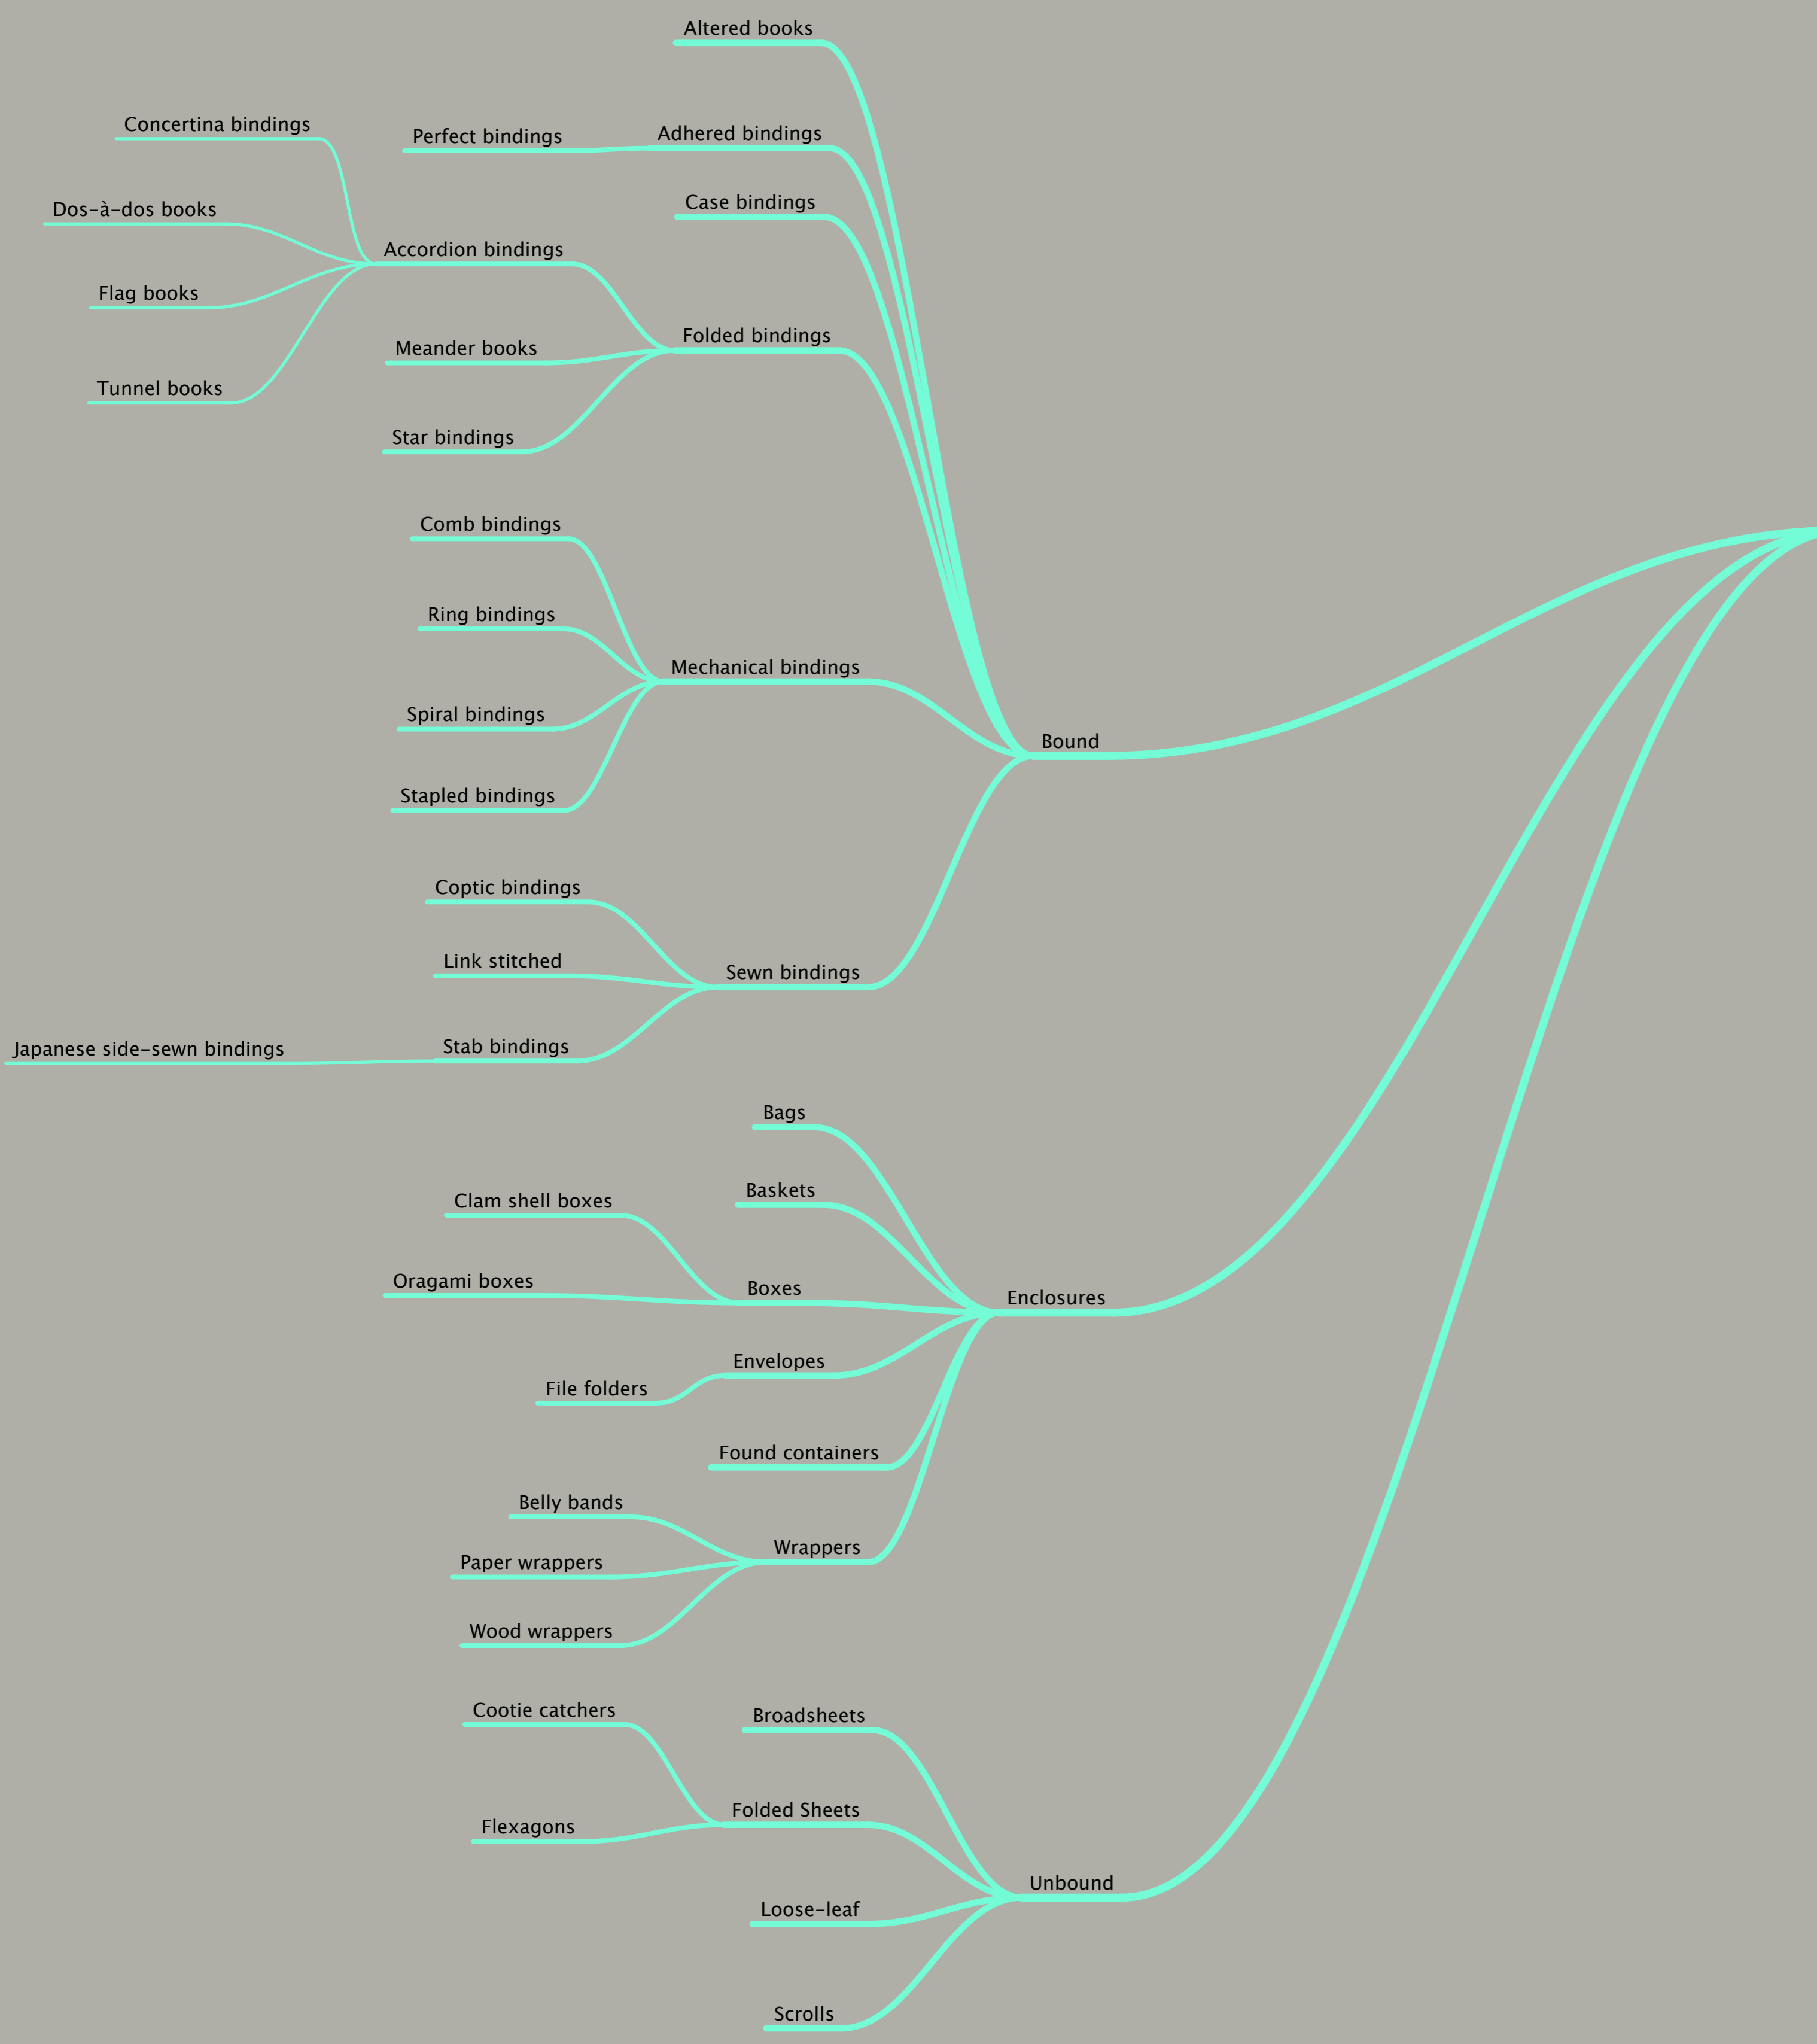 Altered books
Concertina bindings
Perfect bindings
Adhered bindings
Case bindings
Dos-à-dos books
Accordion bindings
Flag books
Folded bindings
Meander books
Tunnel books
Star bindings
Comb bindings
Ring bindings
Mechanical bindings
Spiral bindings
Bound
Stapled bindings
Coptic bindings
Link stitched
Sewn bindings
Japanese side-sewn bindings
Stab bindings
Bags
Baskets
Clam shell boxes
Oragami boxes
Boxes
Enclosures
Envelopes
File folders
Found containers
Belly bands
Wrappers
Paper wrappers
Wood wrappers
Cootie catchers
Broadsheets
Folded Sheets
Flexagons
Unbound
Loose-leaf
Scrolls